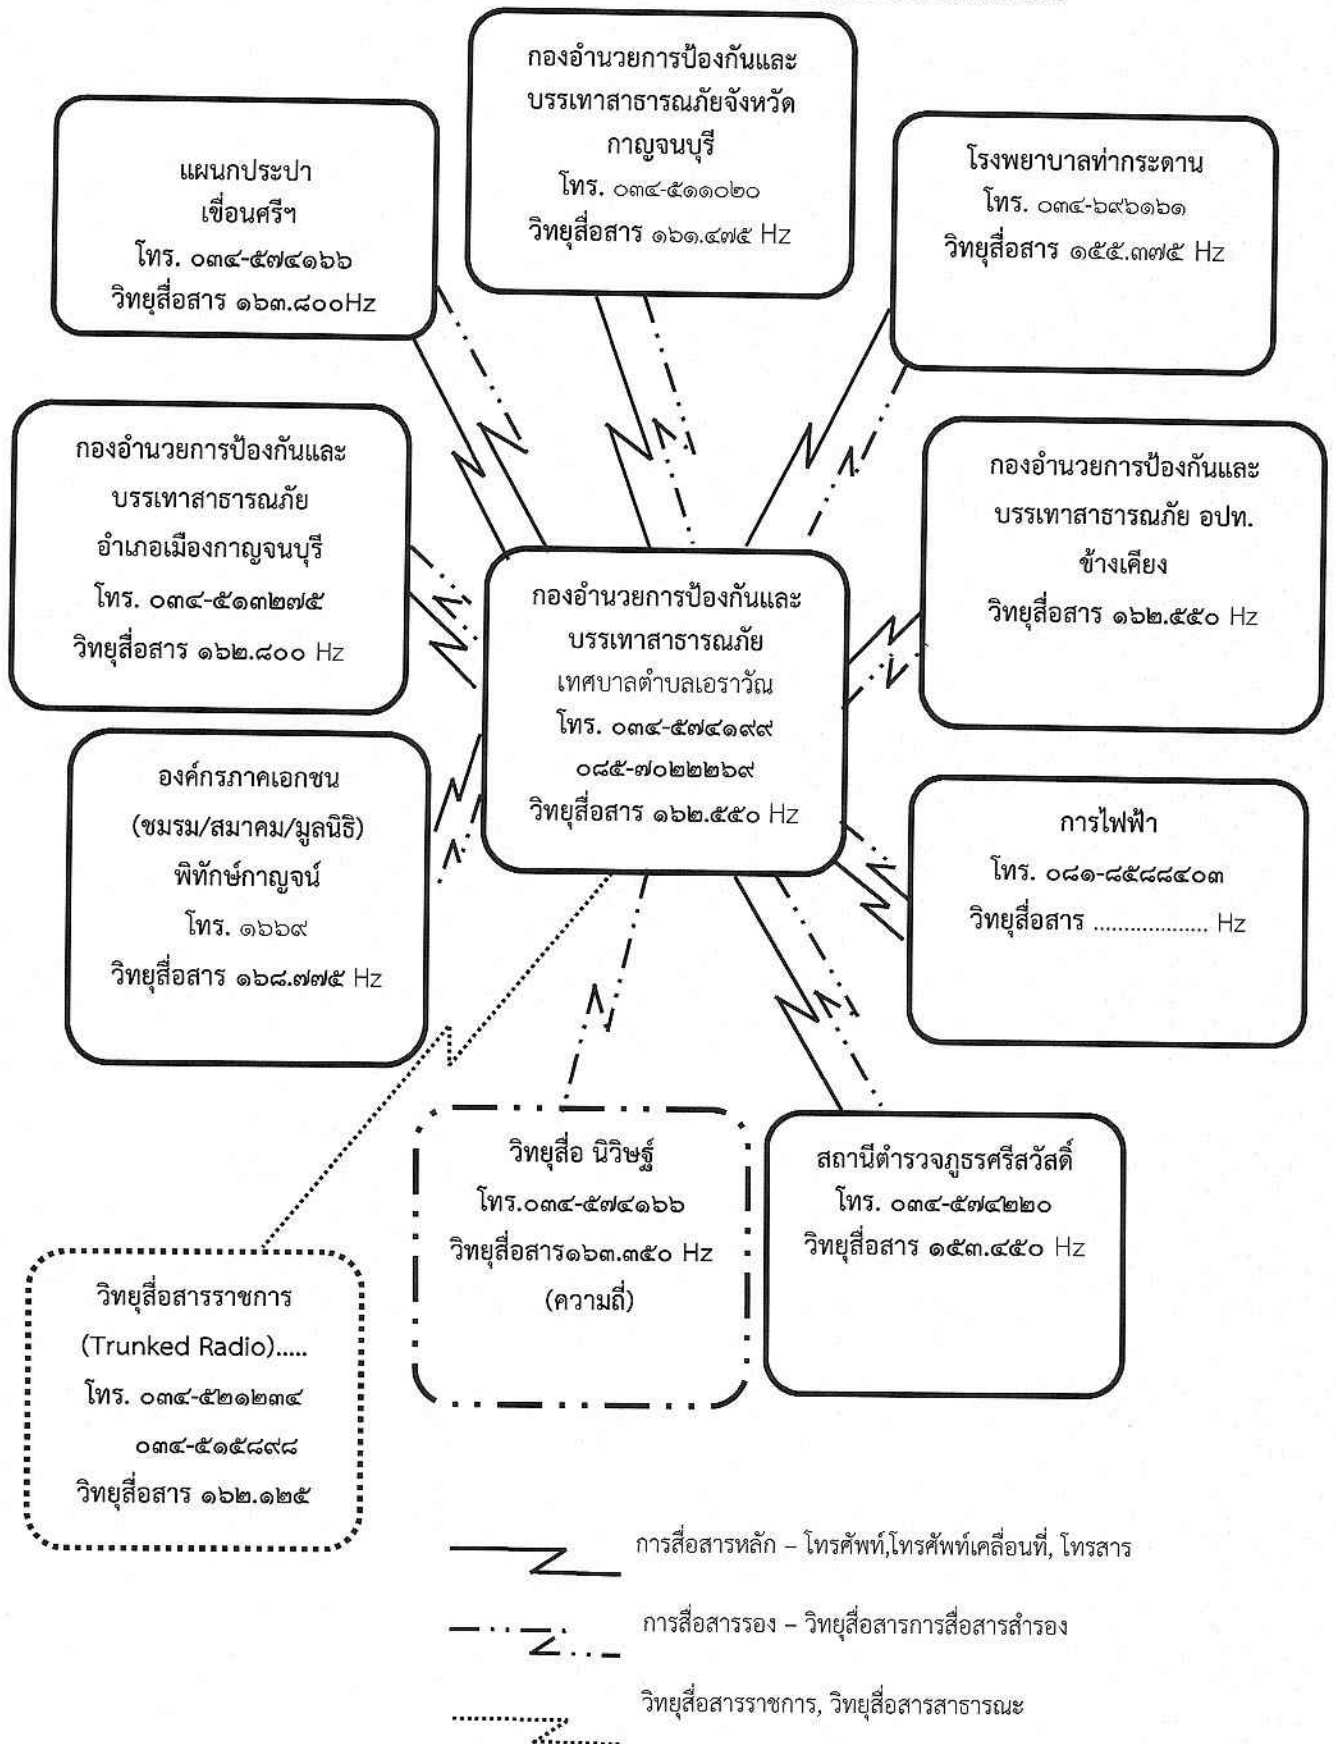 กองอำนวยการป้องกันและ
บรรเทาสาธารณภัยจังหวัด
กาญจนบุรี
โทร. ๐๓๔-๕๑๑๐๒๐
วิทยุสื่อสาร ๑๖๑.๔๗๕ Hz
แผนกประปา
เขื่อนศรีฯ
โทร. ๐๓๔-๕๗๔๑๖๖
วิทยุสื่อสาร ๑๖๓.๘๐๐Hz
โรงพยาบาลท่ากระดาน
โทร. ๐๓๔-๖๙๖๑๖๑
วิทยุสื่อสาร ๑๕๕.๓๗๕ Hz
กองอำนวยการป้องกันและ
บรรเทาสาธารณภัย
อำเภอเมืองกาญจนบุรี
โทร. ๐๓๔-๕๑๓๒๗๕
วิทยุสื่อสาร ๑๖๒.๘๐๐ Hz
กองอำนวยการป้องกันและ
บรรเทาสาธารณภัย อปท.
ข้างเคียง
วิทยุสื่อสาร ๑๖๒.๕๕๐ Hz
กองอำนวยการป้องกันและ
บรรเทาสาธารณภัย
เทศบาลตำบลเอราวัณ
โทร. ๐๓๔-๕๗๔๑๙๙
๐๘๕-๗๐๒๒๒๖๙
วิทยุสื่อสาร ๑๖๒.๕๕๐ Hz
องค์กรภาคเอกชน
(ชมรม/สมาคม/มูลนิธิ)
พิทักษ์กาญจน์
โทร. ๑๖๖๙
วิทยุสื่อสาร ๑๖๘.๗๗๕ Hz
การไฟฟ้า
โทร. ๐๘๑-๘๕๘๘๔๐๓
วิทยุสื่อสาร ................... Hz
วิทยุสื่อ นิวิษฐ์
โทร.๐๓๔-๕๗๔๑๖๖
วิทยุสื่อสาร๑๖๓.๓๕๐ Hz
(ความถี่)
สถานีตำรวจภูธรศรีสวัสดิ์
โทร. ๐๓๔-๕๗๔๒๒๐
วิทยุสื่อสาร ๑๕๓.๔๕๐ Hz
วิทยุสื่อสารราชการ
(Trunked Radio).....
โทร. ๐๓๔-๕๒๑๒๓๔
๐๓๔-๕๑๕๘๙๘
วิทยุสื่อสาร ๑๖๒.๑๒๕
การสื่อสารหลัก – โทรศัพท์,โทรศัพท์เคลื่อนที่, โทรสาร
การสื่อสารรอง – วิทยุสื่อสารการสื่อสารสำรอง
วิทยุสื่อสารราชการ, วิทยุสื่อสารสาธารณะ